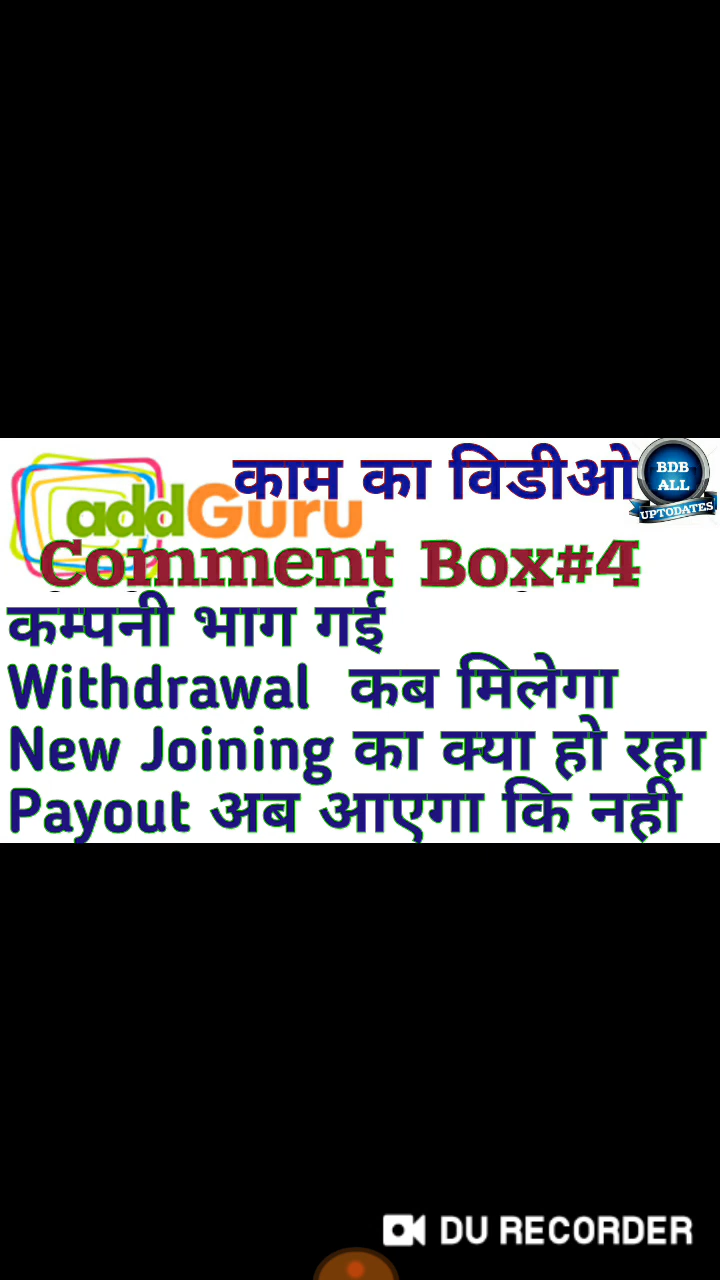 काम का विडीओ
BDB
ALL
UPTODATES
addGuru
Comment Box#4
कम्पनी भाग गई
Withdrawal कब मिलेगा
New Joining का क्या हो रहा
Payout अब आएगा कि नही
DU RECORDER